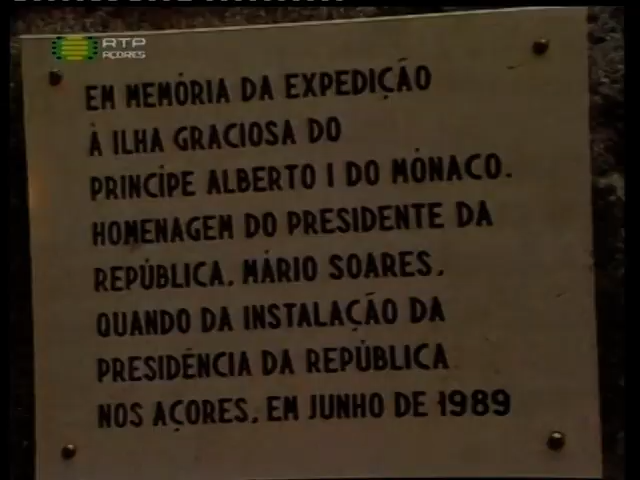 RTP
AÇORES
EM MEMÓRIA DA EXPEDIÇÃO
À ILHA GRACIOSA DO
PRINCÍPE ALBERTO I DO MÓNACO.
HOMENAGEM DO PRESIDENTE DA
REPÚBLICA, MÁRIO SOARES,
QUANDO DA INSTALAÇÃO DA
PRESIDÊNCIA DA REPÚBLICA
NOS AÇORES, EM JUNHO DE 1989